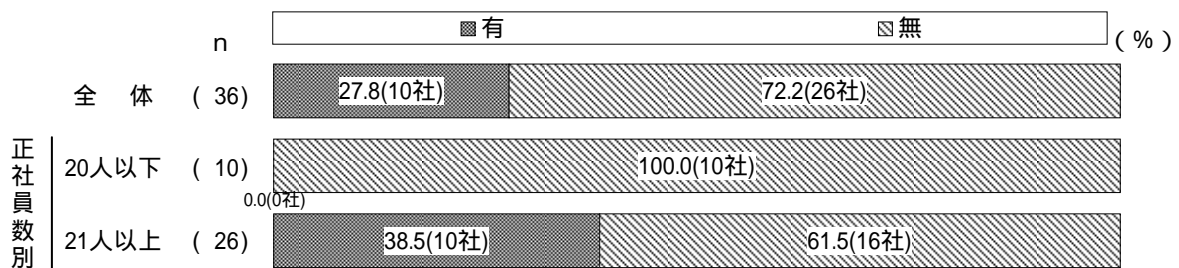 有 無
n (%)
全 体 ( 36) 27.8(10社) 72.2(26社)
正社員数別
20人以下 ( 10) 100.0(10社)
0.0(0社)
21人以上 ( 26) 38.5(10社) 61.5(16社)